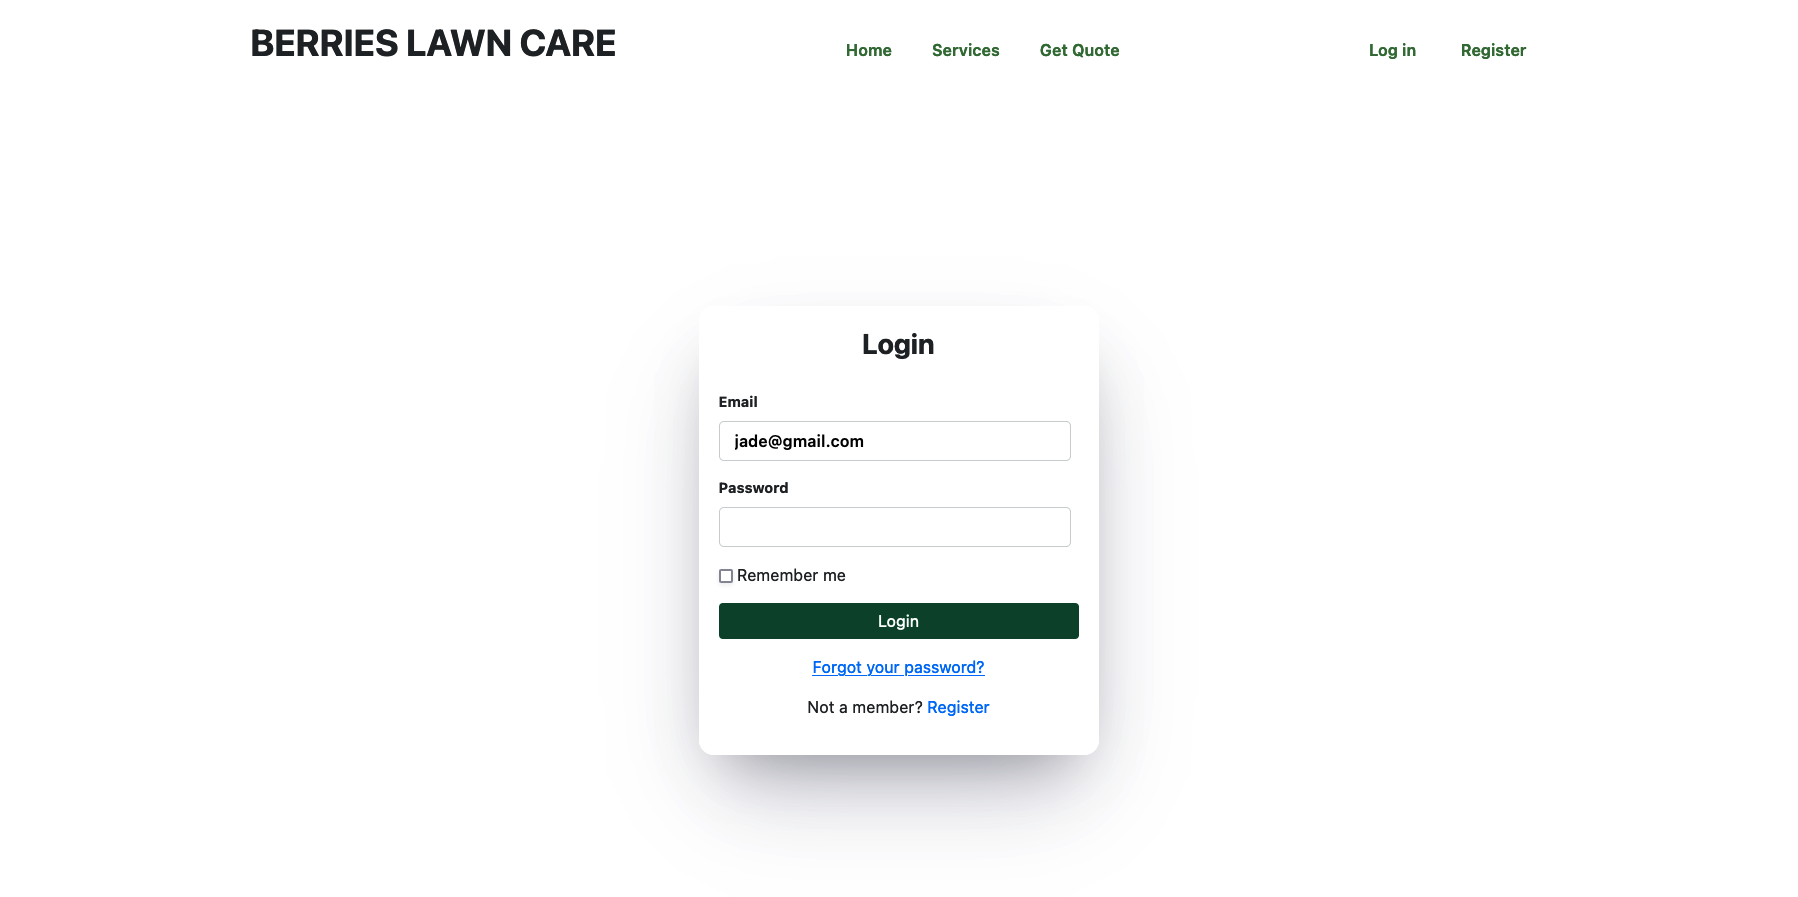 BERRIES LAWN CARE
Home Services Get Quote
Log in Register
Login
Email
jade@gmail.com
Password
Remember me
Login
Forgot your password?
Not a member? Register